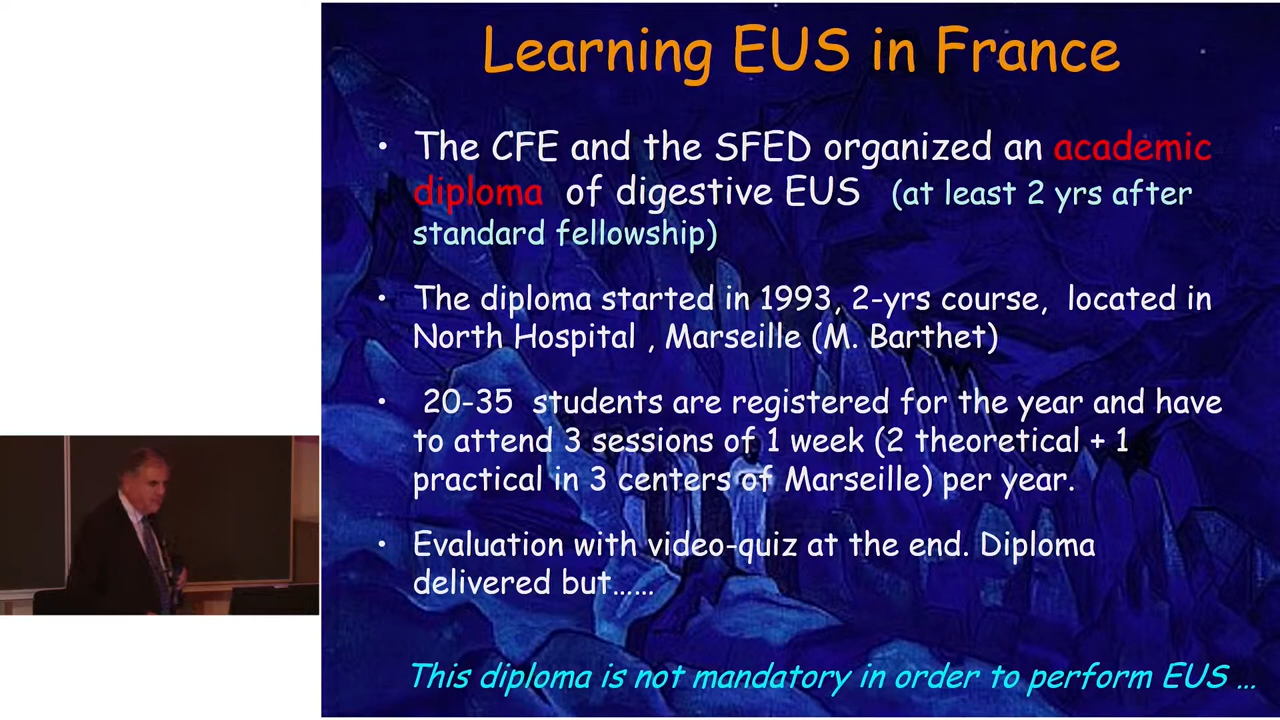 Learning EUS in France
• The CFE and the SFED organized an academic
diploma of digestive EUS (at least 2 yrs after
standard fellowship)
• The diploma started in 1993, 2-yrs course, located in
North Hospital , Marseille (M. Barthet)
• 20-35 students are registered for the year and have
to attend 3 sessions of 1 week (2 theoretical + 1
practical in 3 centers of Marseille) per year.
• Evaluation with video-quiz at the end. Diploma
delivered but……
This diploma is not mandatory in order to perform EUS …